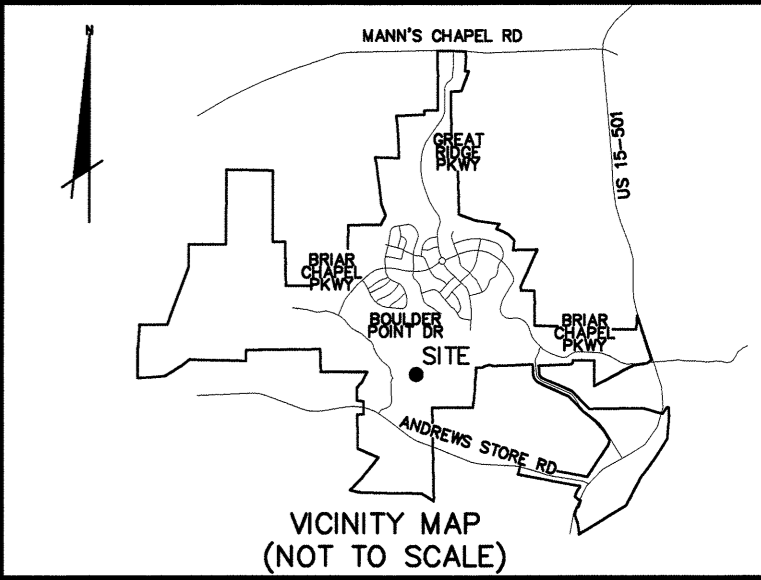 N
MANN'S CHAPEL RD
US 15-501
GREAT
RIDGE
PKWY
BRIAR
CHAPEL
PKWY
BOULDER
POINT DR
BRIAR
CHAPEL
PKWY
SITE
ANDREWS STORE RD
VICINITY MAP
(NOT TO SCALE)